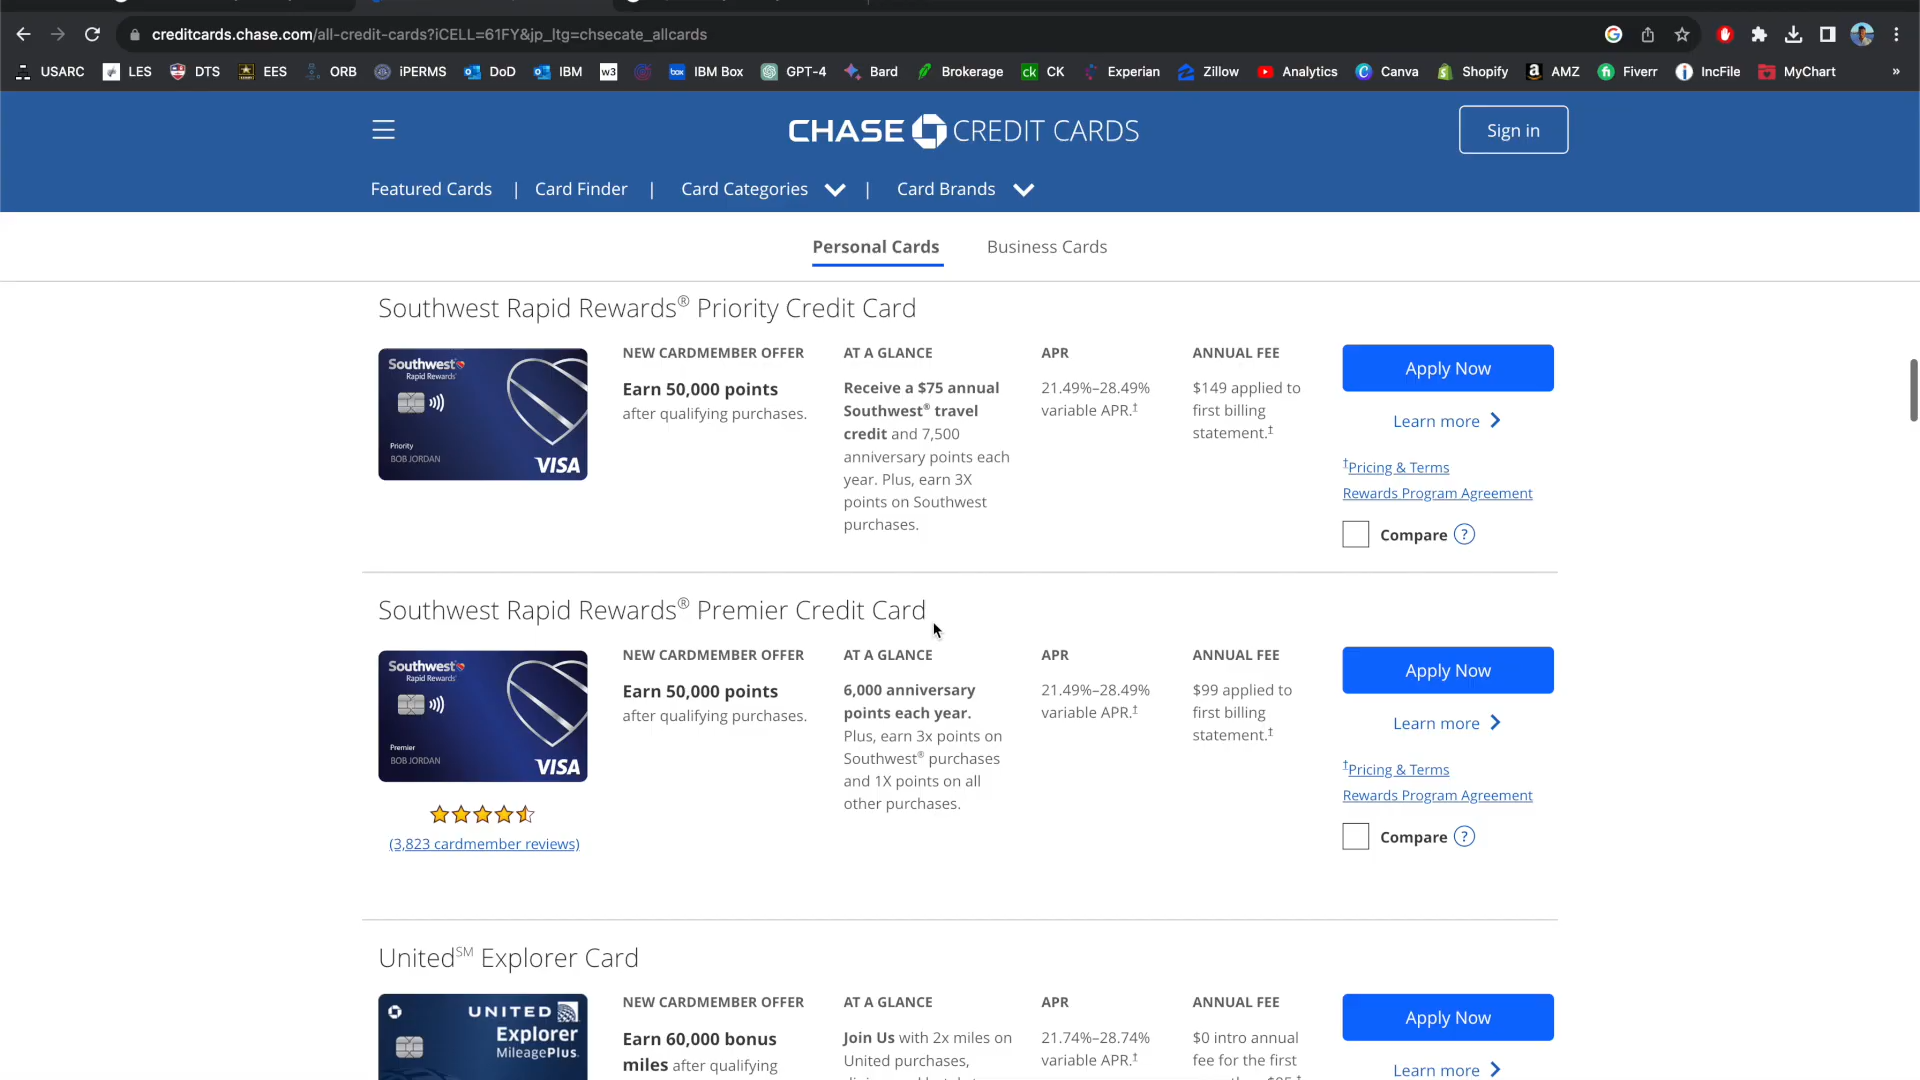 creditcards.chase.com/all-credit-cards?iCELL=61FY&jp_ltg=chsecate_allcards
USARC LES DTS EES ORB iPERMS DoD IBM w3 IBM Box GPT-4 Bard Brokerage ck CK Experian Zillow Analytics Canva Shopify AMZ Fiverr IncFile MyChart »
CHASE CREDIT CARDS
Sign in
Featured Cards | Card Finder | Card Categories | Card Brands
Personal Cards Business Cards
Southwest Rapid Rewards® Priority Credit Card
Southwest
Rapid Rewards®
Priority
BOB JORDAN
VISA
NEW CARDMEMBER OFFER
Earn 50,000 points
after qualifying purchases.
AT A GLANCE
Receive a $75 annual
Southwest® travel
credit and 7,500
anniversary points each
year. Plus, earn 3X
points on Southwest
purchases.
APR
21.49%–28.49%
variable APR.†
ANNUAL FEE
$149 applied to
first billing
statement.†
Apply Now
Learn more
†Pricing & Terms
Rewards Program Agreement
Compare ?
Southwest Rapid Rewards® Premier Credit Card
Southwest
Rapid Rewards®
Premier
BOB JORDAN
VISA
(3,823 cardmember reviews)
NEW CARDMEMBER OFFER
Earn 50,000 points
after qualifying purchases.
AT A GLANCE
6,000 anniversary
points each year.
Plus, earn 3x points on
Southwest® purchases
and 1X points on all
other purchases.
APR
21.49%–28.49%
variable APR.†
ANNUAL FEE
$99 applied to
first billing
statement.†
Apply Now
Learn more
†Pricing & Terms
Rewards Program Agreement
Compare ?
United℠ Explorer Card
UNITED
Explorer
MileagePlus.
NEW CARDMEMBER OFFER
Earn 60,000 bonus
miles after qualifying
AT A GLANCE
Join Us with 2x miles on
United purchases,
APR
21.74%–28.74%
variable APR.†
ANNUAL FEE
$0 intro annual
fee for the first
Apply Now
Learn more